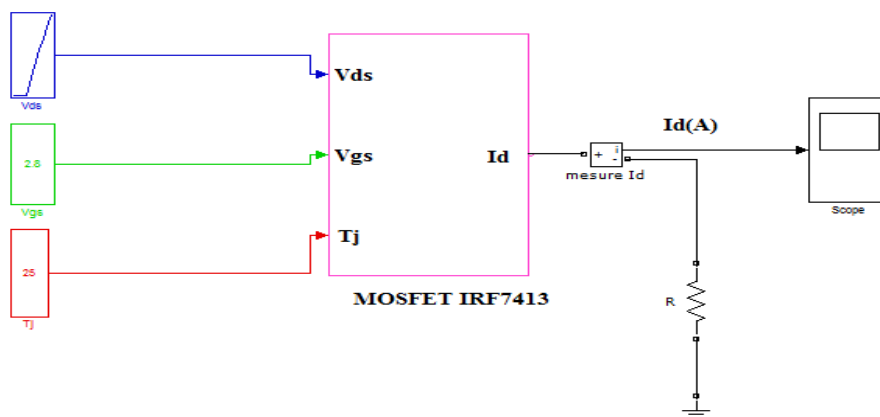 Vds
2.8
Vgs
25
Tj
Vds
Vgs
Tj
Id
MOSFET IRF7413
+
i
-
mesure Id
Id(A)
Scope
R